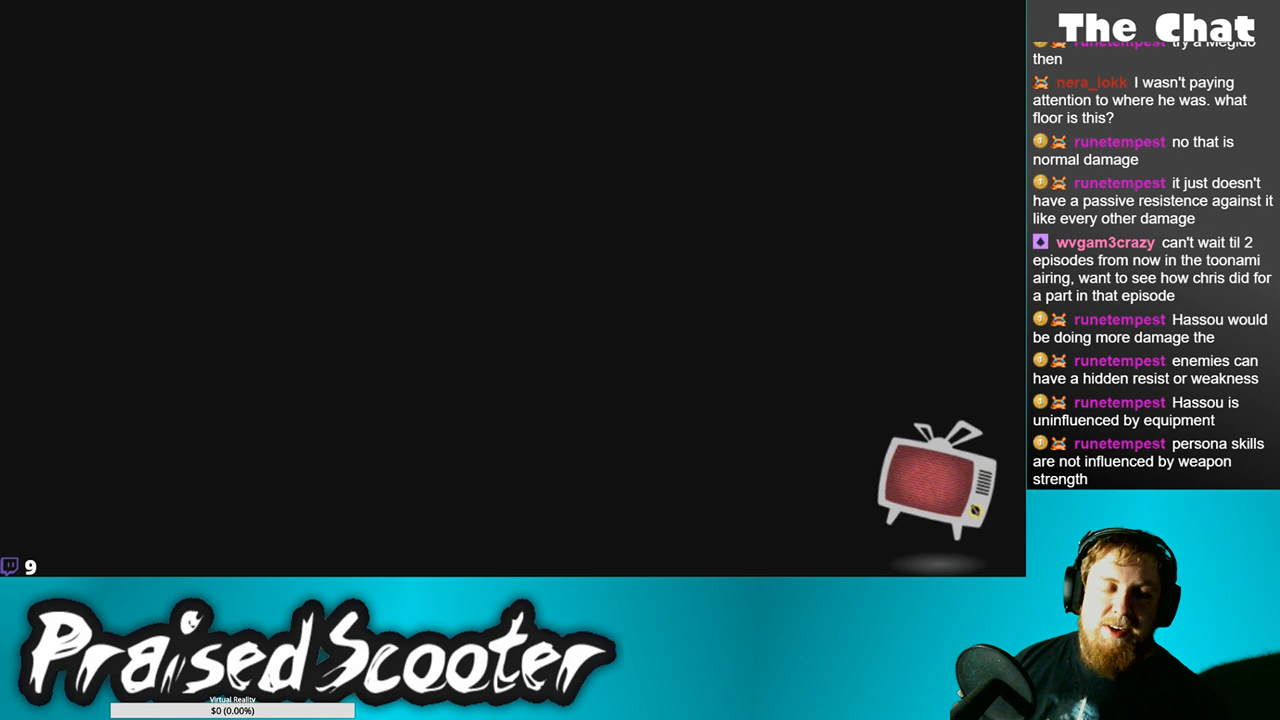 The Chat
runetempest try a Megido
then
nera_lokk I wasn't paying
attention to where he was. what
floor is this?
runetempest no that is
normal damage
runetempest it just doesn't
have a passive resistence against it
like every other damage
wvgam3crazy can't wait til 2
episodes from now in the toonami
airing, want to see how chris did for
a part in that episode
runetempest Hassou would
be doing more damage the
runetempest enemies can
have a hidden resist or weakness
runetempest Hassou is
uninfluenced by equipment
runetempest persona skills
are not influenced by weapon
strength
9
PraisedScooter
Virtual Reality
$0 (0.00%)